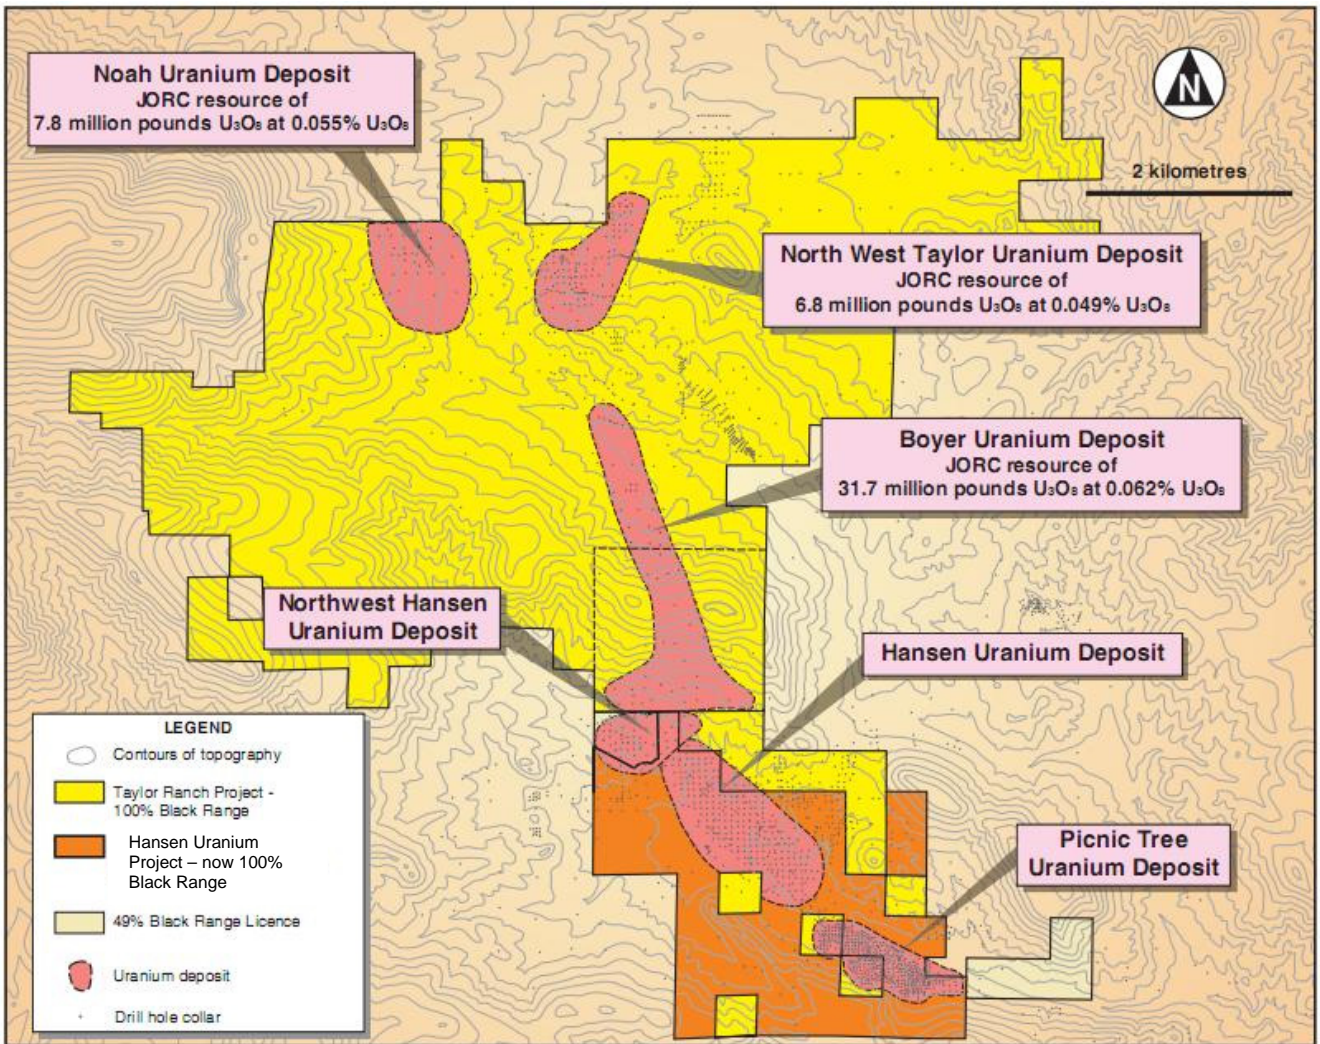 Noah Uranium Deposit
JORC resource of
7.8 million pounds U₃O₈ at 0.055% U₃O₈
N
2 kilometres
North West Taylor Uranium Deposit
JORC resource of
6.8 million pounds U₃O₈ at 0.049% U₃O₈
Boyer Uranium Deposit
JORC resource of
31.7 million pounds U₃O₈ at 0.062% U₃O₈
Northwest Hansen
Uranium Deposit
Hansen Uranium Deposit
Picnic Tree
Uranium Deposit
LEGEND
Contours of topography
Taylor Ranch Project -
100% Black Range
Hansen Uranium
Project – now 100%
Black Range
49% Black Range Licence
Uranium deposit
Drill hole collar